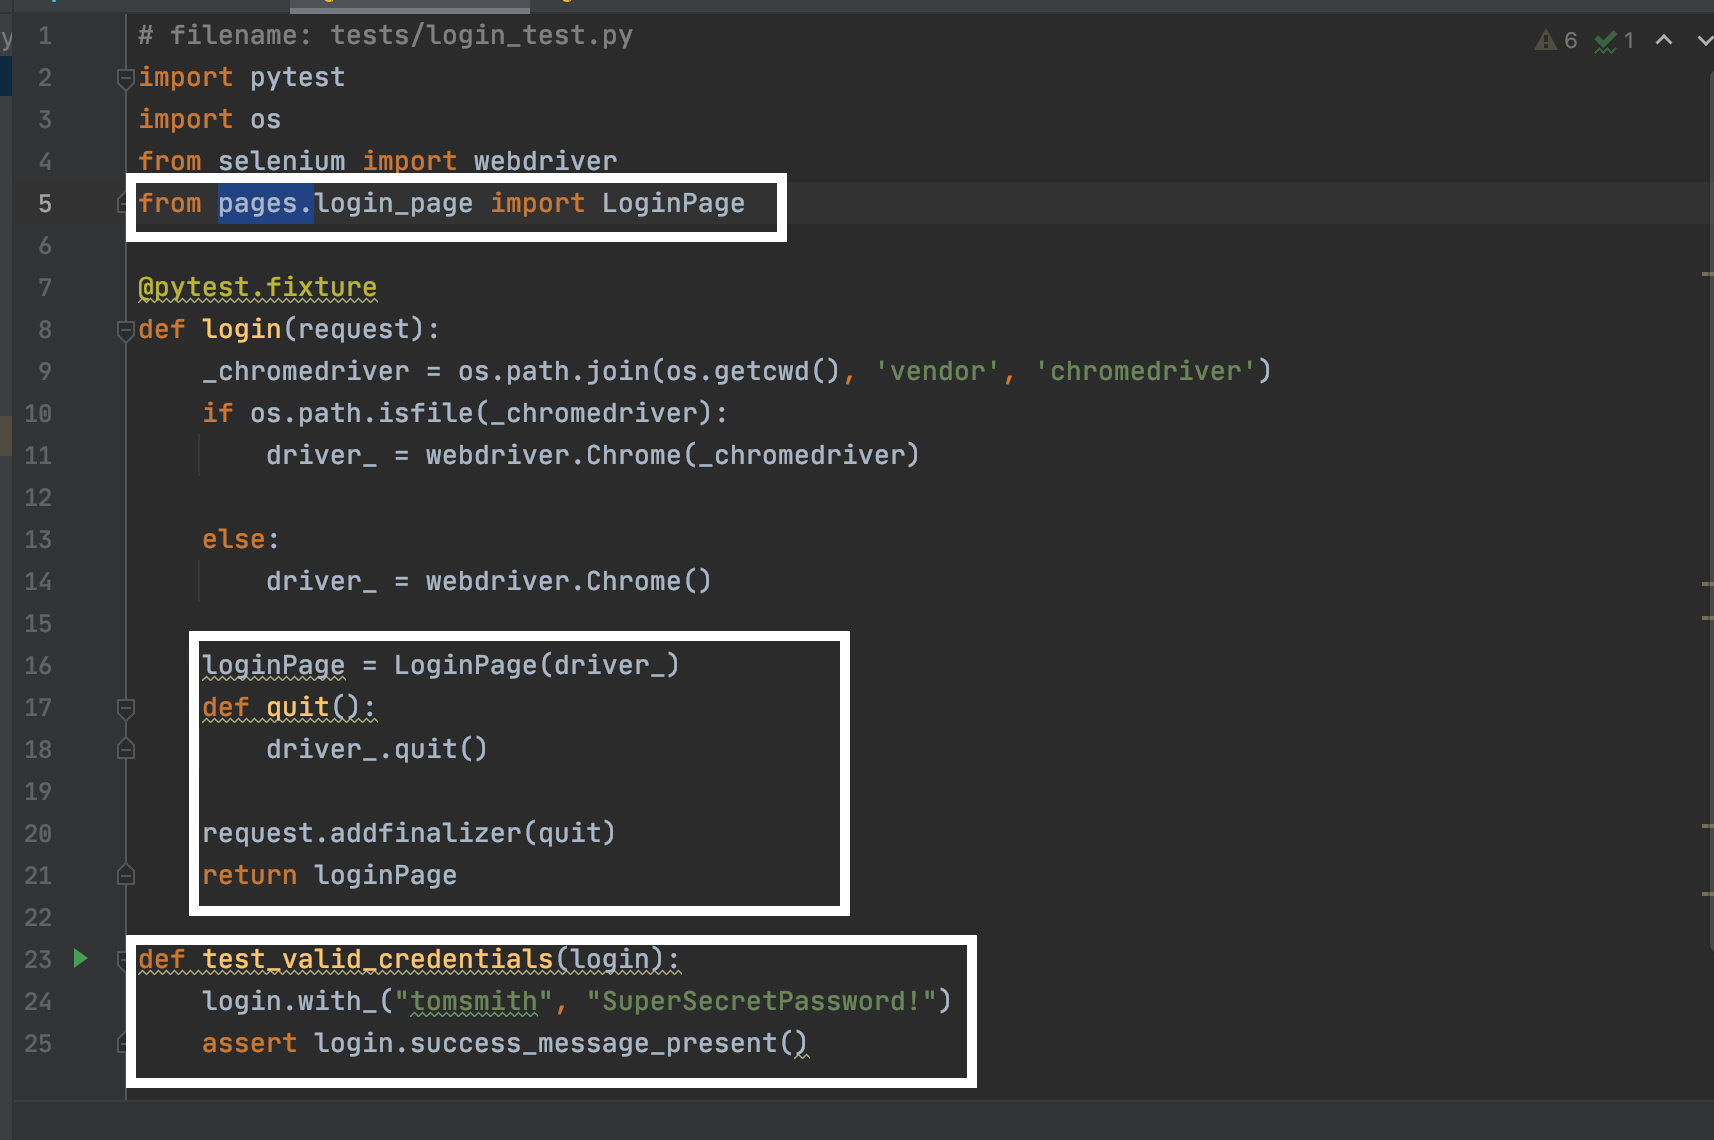 6 1
1 # filename: tests/login_test.py
2 import pytest
3 import os
4 from selenium import webdriver
5 from pages.login_page import LoginPage
6
7 @pytest.fixture
8 def login(request):
9     _chromedriver = os.path.join(os.getcwd(), 'vendor', 'chromedriver')
10     if os.path.isfile(_chromedriver):
11         driver_ = webdriver.Chrome(_chromedriver)
12
13     else:
14         driver_ = webdriver.Chrome()
15
16     loginPage = LoginPage(driver_)
17     def quit():
18         driver_.quit()
19
20     request.addfinalizer(quit)
21     return loginPage
22
23 def test_valid_credentials(login):
24     login.with_("tomsmith", "SuperSecretPassword!")
25     assert login.success_message_present()